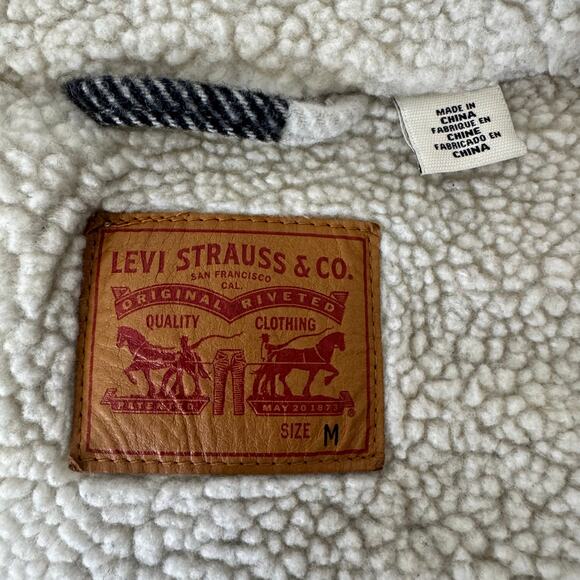 MADE IN
CHINA
FABRIQUE EN
CHINE
FABRICADO EN
CHINA
LEVI STRAUSS & CO.
SAN FRANCISCO
CAL.
ORIGINAL RIVETED
QUALITY CLOTHING
PATENTED MAY 20 1873 ®
SIZE M